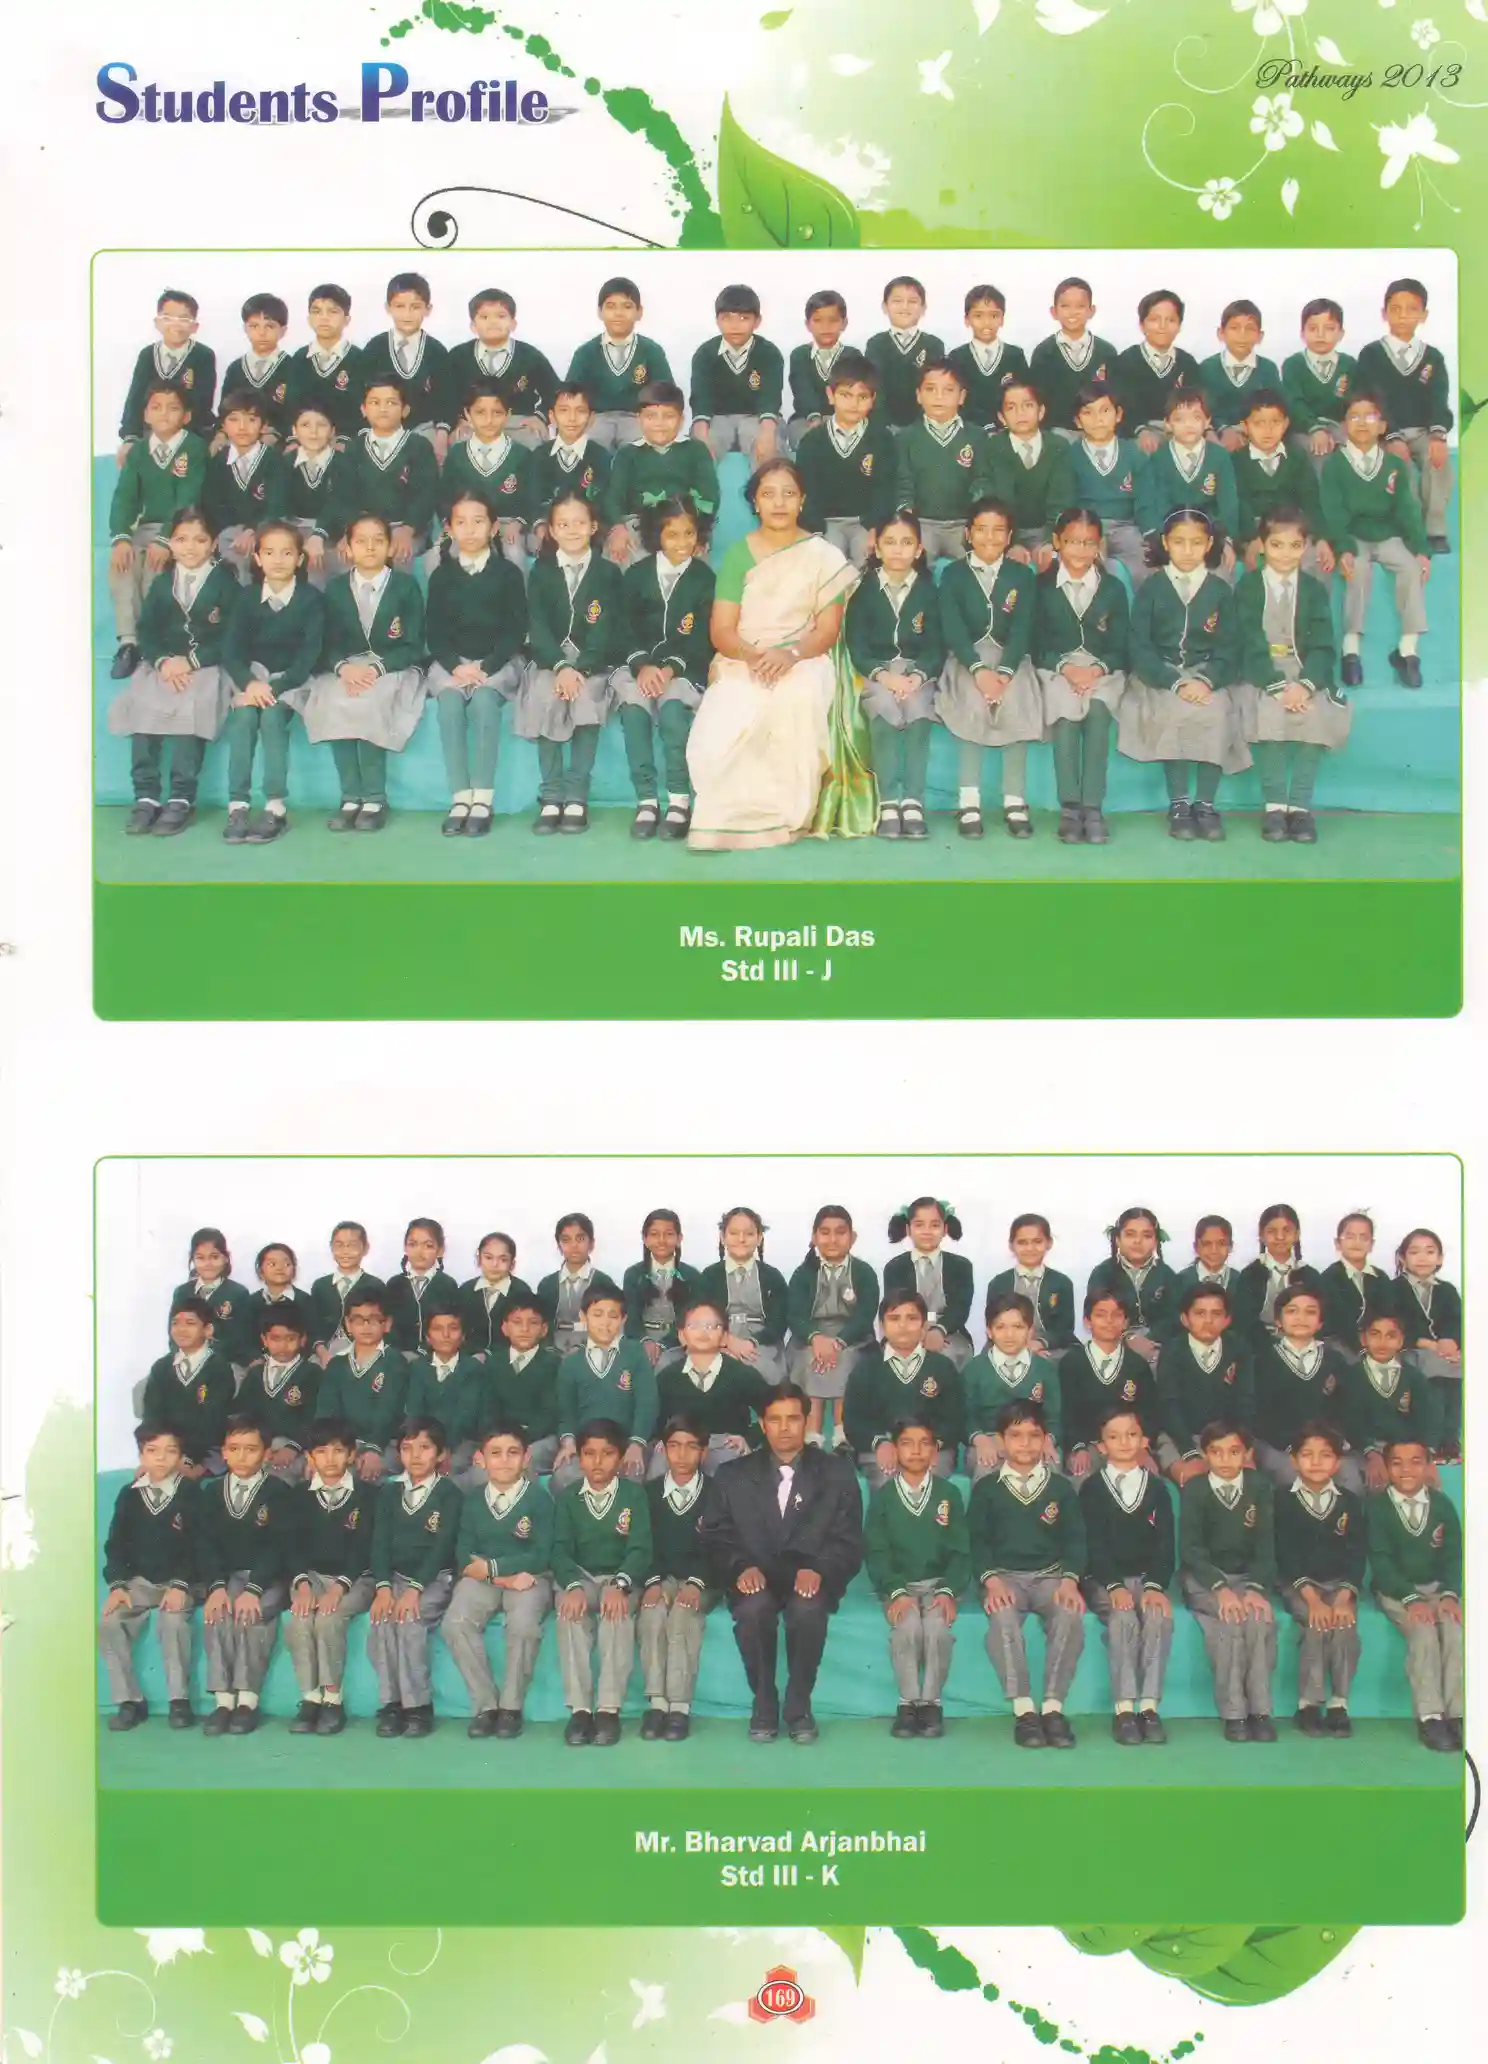 Students Profile
Pathways 2013
Ms. Rupali Das
Std III - J
Mr. Bharvad Arjanbhai
Std III - K
169